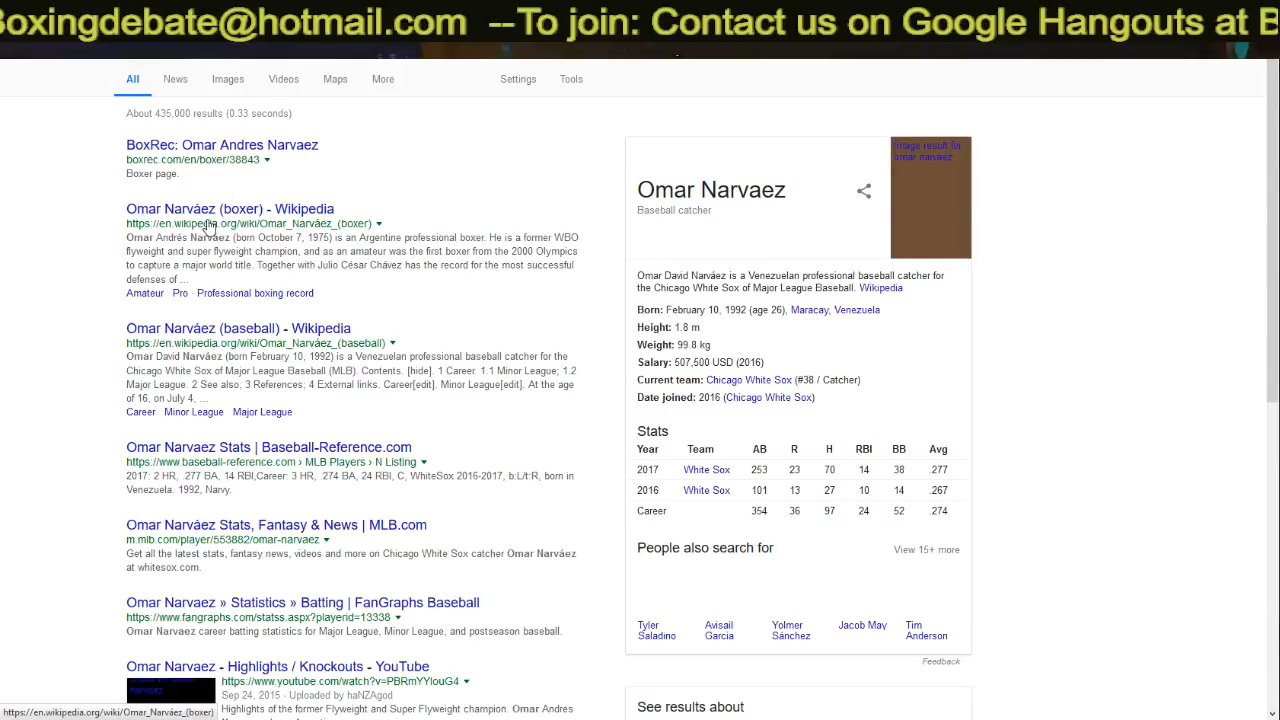 Boxingdebate@hotmail.com --To join: Contact us on Google Hangouts at B
All News Images Videos Maps More Settings Tools
About 435,000 results (0.33 seconds)
BoxRec: Omar Andres Narvaez
boxrec.com/en/boxer/38843
Boxer page.
Omar Narváez (boxer) - Wikipedia
https://en.wikipedia.org/wiki/Omar_Narváez_(boxer)
Omar Andrés Narváez (born October 7, 1975) is an Argentine professional boxer. He is a former WBO
flyweight and super flyweight champion, and as an amateur was the first boxer from the 2000 Olympics
to capture a major world title. Together with Julio César Chávez has the record for the most successful
defenses of ...
Amateur · Pro · Professional boxing record
Omar Narváez (baseball) - Wikipedia
https://en.wikipedia.org/wiki/Omar_Narváez_(baseball)
Omar David Narváez (born February 10, 1992) is a Venezuelan professional baseball catcher for the
Chicago White Sox of Major League Baseball (MLB). Contents. [hide]. 1 Career. 1.1 Minor League; 1.2
Major League. 2 See also; 3 References; 4 External links. Career[edit]. Minor League[edit]. At the age
of 16, on July 4, ...
Career · Minor League · Major League
Omar Narvaez Stats | Baseball-Reference.com
https://www.baseball-reference.com › MLB Players › N Listing
2017: 2 HR, .277 BA, 14 RBI,Career: 3 HR, .274 BA, 24 RBI, C, WhiteSox 2016-2017, b:L/t:R, born in
Venezuela. 1992, Narvy.
Omar Narváez Stats, Fantasy & News | MLB.com
m.mlb.com/player/553882/omar-narvaez
Get all the latest stats, fantasy news, videos and more on Chicago White Sox catcher Omar Narváez
at whitesox.com.
Omar Narvaez » Statistics » Batting | FanGraphs Baseball
https://www.fangraphs.com/statss.aspx?playerid=13338
Omar Narvaez career batting statistics for Major League, Minor League, and postseason baseball.
Omar Narvaez - Highlights / Knockouts - YouTube
https://www.youtube.com/watch?v=PBRmYYlouG4
Sep 24, 2015 - Uploaded by haNZAgod
Highlights of the former Flyweight and Super Flyweight Champion. Omar Andres
https://en.wikipedia.org/wiki/Omar_Narváez_(boxer)
Image result for
omar narvaez
Omar Narvaez
Baseball catcher
Omar David Narváez is a Venezuelan professional baseball catcher for
the Chicago White Sox of Major League Baseball. Wikipedia
Born: February 10, 1992 (age 26), Maracay, Venezuela
Height: 1.8 m
Weight: 99.8 kg
Salary: 507,500 USD (2016)
Current team: Chicago White Sox (#38 / Catcher)
Date joined: 2016 (Chicago White Sox)
Stats
Year Team AB R H RBI BB Avg
2017 White Sox 253 23 70 14 38 .277
2016 White Sox 101 13 27 10 14 .267
Career 354 36 97 24 52 .274
People also search for View 15+ more
Tyler Avisail Yolmer Jacob May Tim
Saladino Garcia Sánchez Anderson
Feedback
See results about